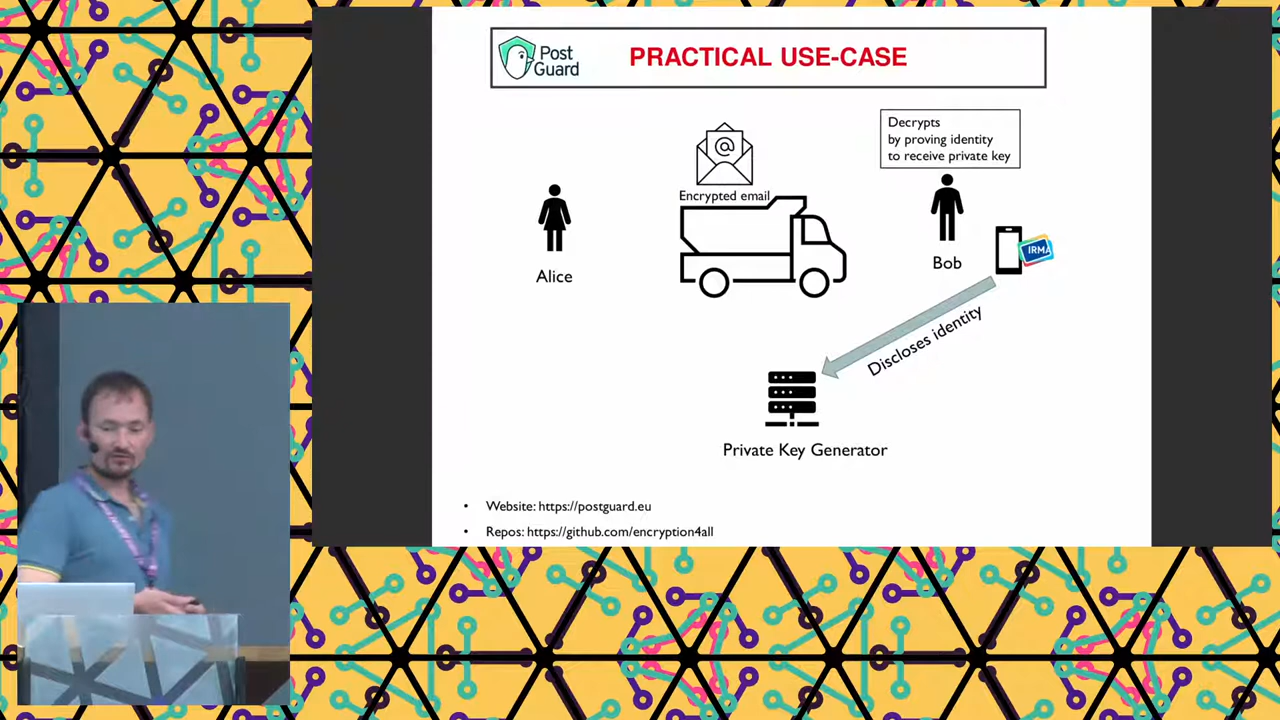 Post
Guard
PRACTICAL USE-CASE
Decrypts
by proving identity
to receive private key
@
Encrypted email
Alice
Bob
IRMA
Discloses identity
Private Key Generator
• Website: https://postguard.eu
• Repos: https://github.com/encryption4all